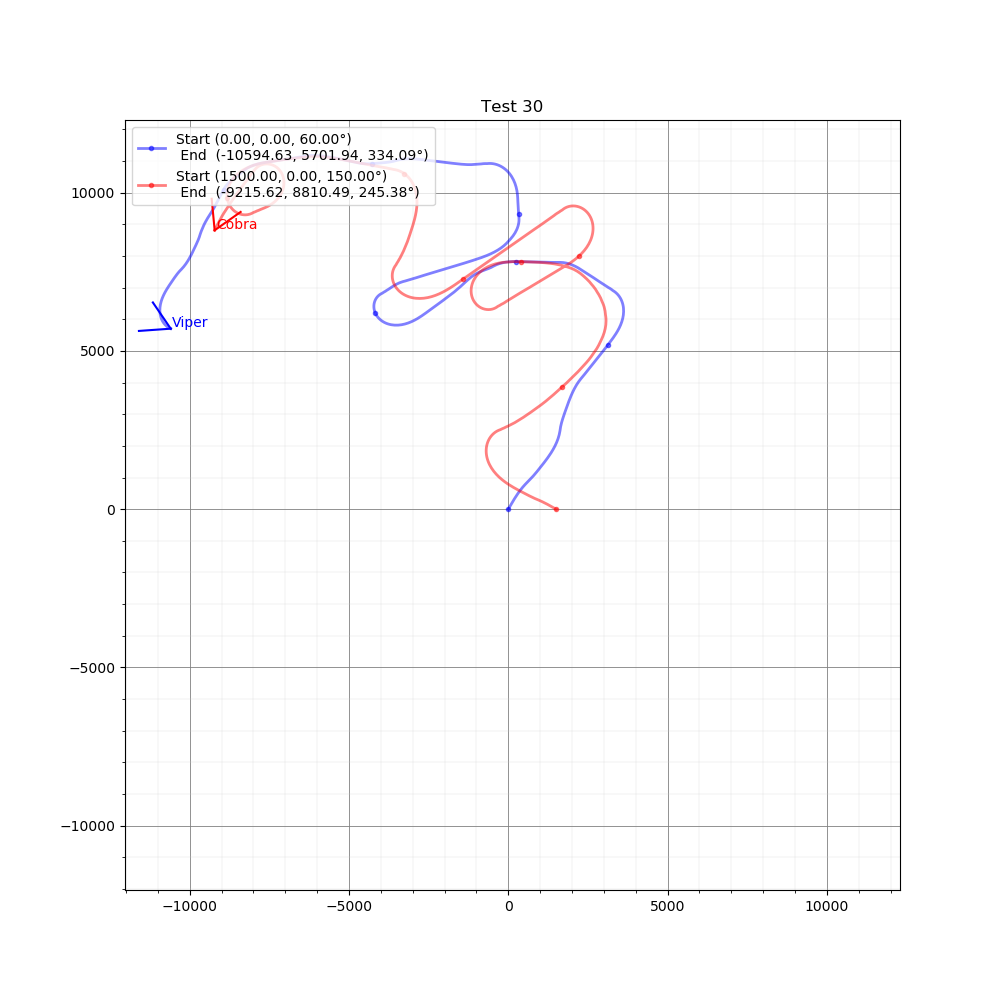 Test 30
Start (0.00, 0.00, 60.00°)
End (-10594.63, 5701.94, 334.09°)
Start (1500.00, 0.00, 150.00°)
End (-9215.62, 8810.49, 245.38°)
Cobra
Viper
10000
5000
0
−5000
−10000
−10000
−5000
0
5000
10000